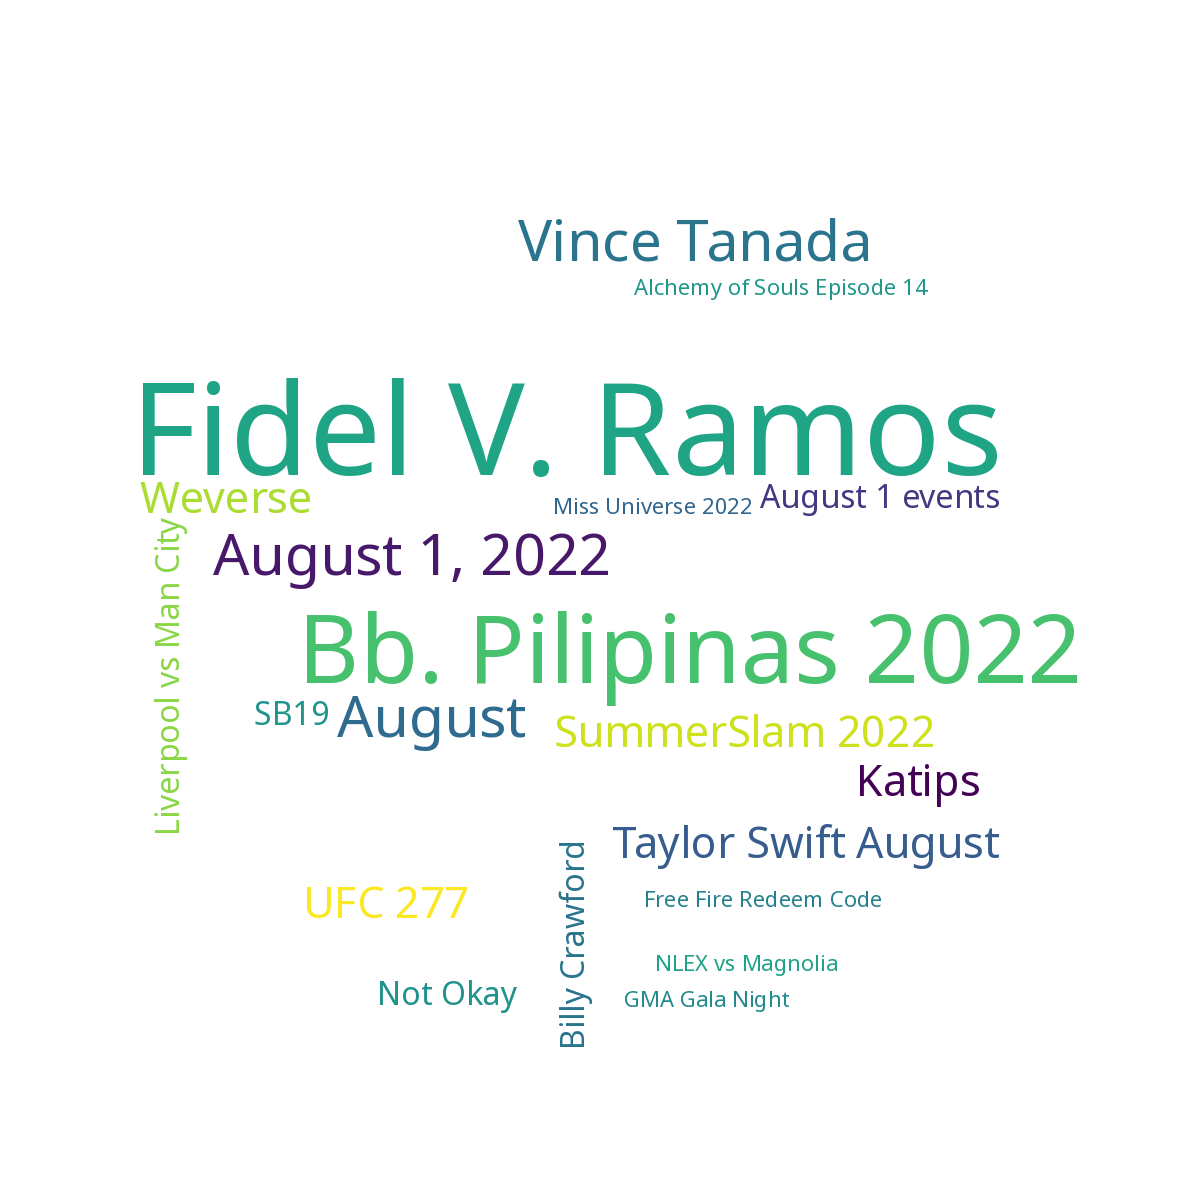 Vince Tanada
Alchemy of Souls Episode 14
Fidel V. Ramos
Weverse
Miss Universe 2022
August 1 events
Liverpool vs Man City
August 1, 2022
Bb. Pilipinas 2022
SB19
August
SummerSlam 2022
Katips
Taylor Swift August
Billy Crawford
UFC 277
Free Fire Redeem Code
NLEX vs Magnolia
Not Okay
GMA Gala Night